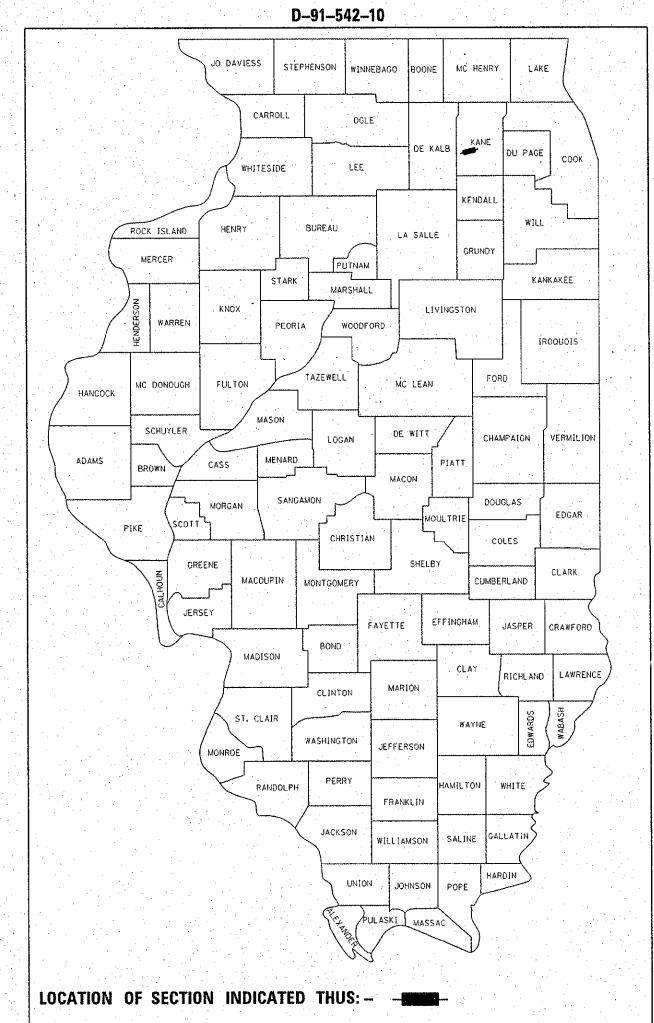 D-91-542-10
JO DAVIESS
STEPHENSON
WINNEBAGO
BOONE
MC HENRY
LAKE
CARROLL
OGLE
DE KALB
KANE
DU PAGE
COOK
WHITESIDE
LEE
KENDALL
ROCK ISLAND
HENRY
BUREAU
LA SALLE
WILL
GRUNDY
MERCER
PUTNAM
STARK
MARSHALL
KANKAKEE
HENDERSON
WARREN
KNOX
PEORIA
WOODFORD
LIVINGSTON
IROQUOIS
HANCOCK
MC DONOUGH
FULTON
TAZEWELL
MC LEAN
FORD
MASON
SCHUYLER
LOGAN
DE WITT
CHAMPAIGN
VERMILION
ADAMS
BROWN
CASS
MENARD
PIATT
MACON
MORGAN
SANGAMON
DOUGLAS
EDGAR
PIKE
SCOTT
MOULTRIE
CHRISTIAN
COLES
SHELBY
GREENE
MACOUPIN
MONTGOMERY
CUMBERLAND
CLARK
CALHOUN
JERSEY
FAYETTE
EFFINGHAM
JASPER
CRAWFORD
BOND
MADISON
CLAY
RICHLAND
LAWRENCE
MARION
CLINTON
ST. CLAIR
WAYNE
EDWARDS
WABASH
WASHINGTON
JEFFERSON
MONROE
RANDOLPH
PERRY
HAMILTON
WHITE
FRANKLIN
JACKSON
WILLIAMSON
SALINE
GALLATIN
UNION
JOHNSON
POPE
HARDIN
ALEXANDER
PULASKI
MASSAC
LOCATION OF SECTION INDICATED THUS: -